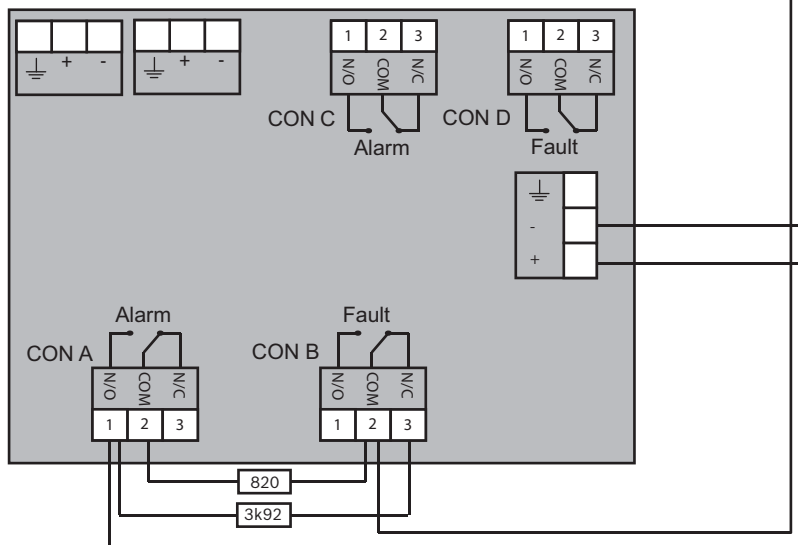 + -
+ -
1 2 3
N/O COM N/C
CON C
Alarm
1 2 3
N/O COM N/C
CON D
Fault
-
+
Alarm
CON A
N/O COM N/C
1 2 3
Fault
CON B
N/O COM N/C
1 2 3
820
3k92